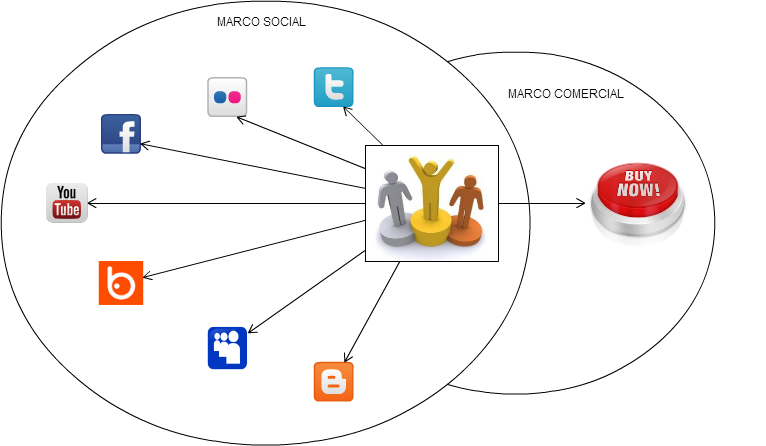 MARCO SOCIAL
MARCO COMERCIAL
t
f
You
Tube
b
B
BUY
NOW!